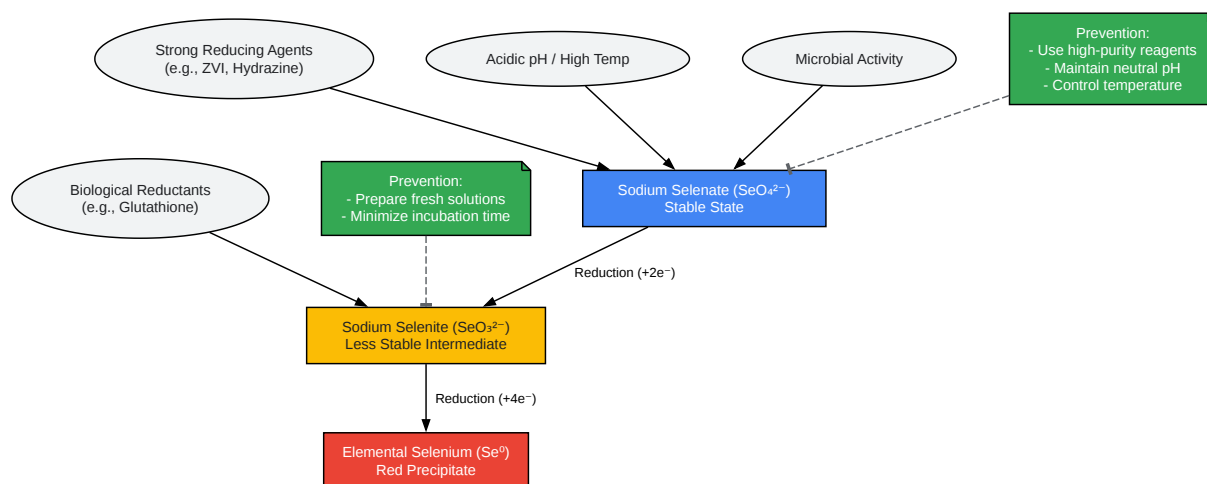 Strong Reducing Agents
(e.g., ZVI, Hydrazine)
Acidic pH / High Temp
Microbial Activity
Prevention:
- Use high-purity reagents
- Maintain neutral pH
- Control temperature
Biological Reductants
(e.g., Glutathione)
Prevention:
- Prepare fresh solutions
- Minimize incubation time
Sodium Selenate (SeO₄²⁻)
Stable State
Reduction (+2e⁻)
Sodium Selenite (SeO₃²⁻)
Less Stable Intermediate
Reduction (+4e⁻)
Elemental Selenium (Se⁰)
Red Precipitate